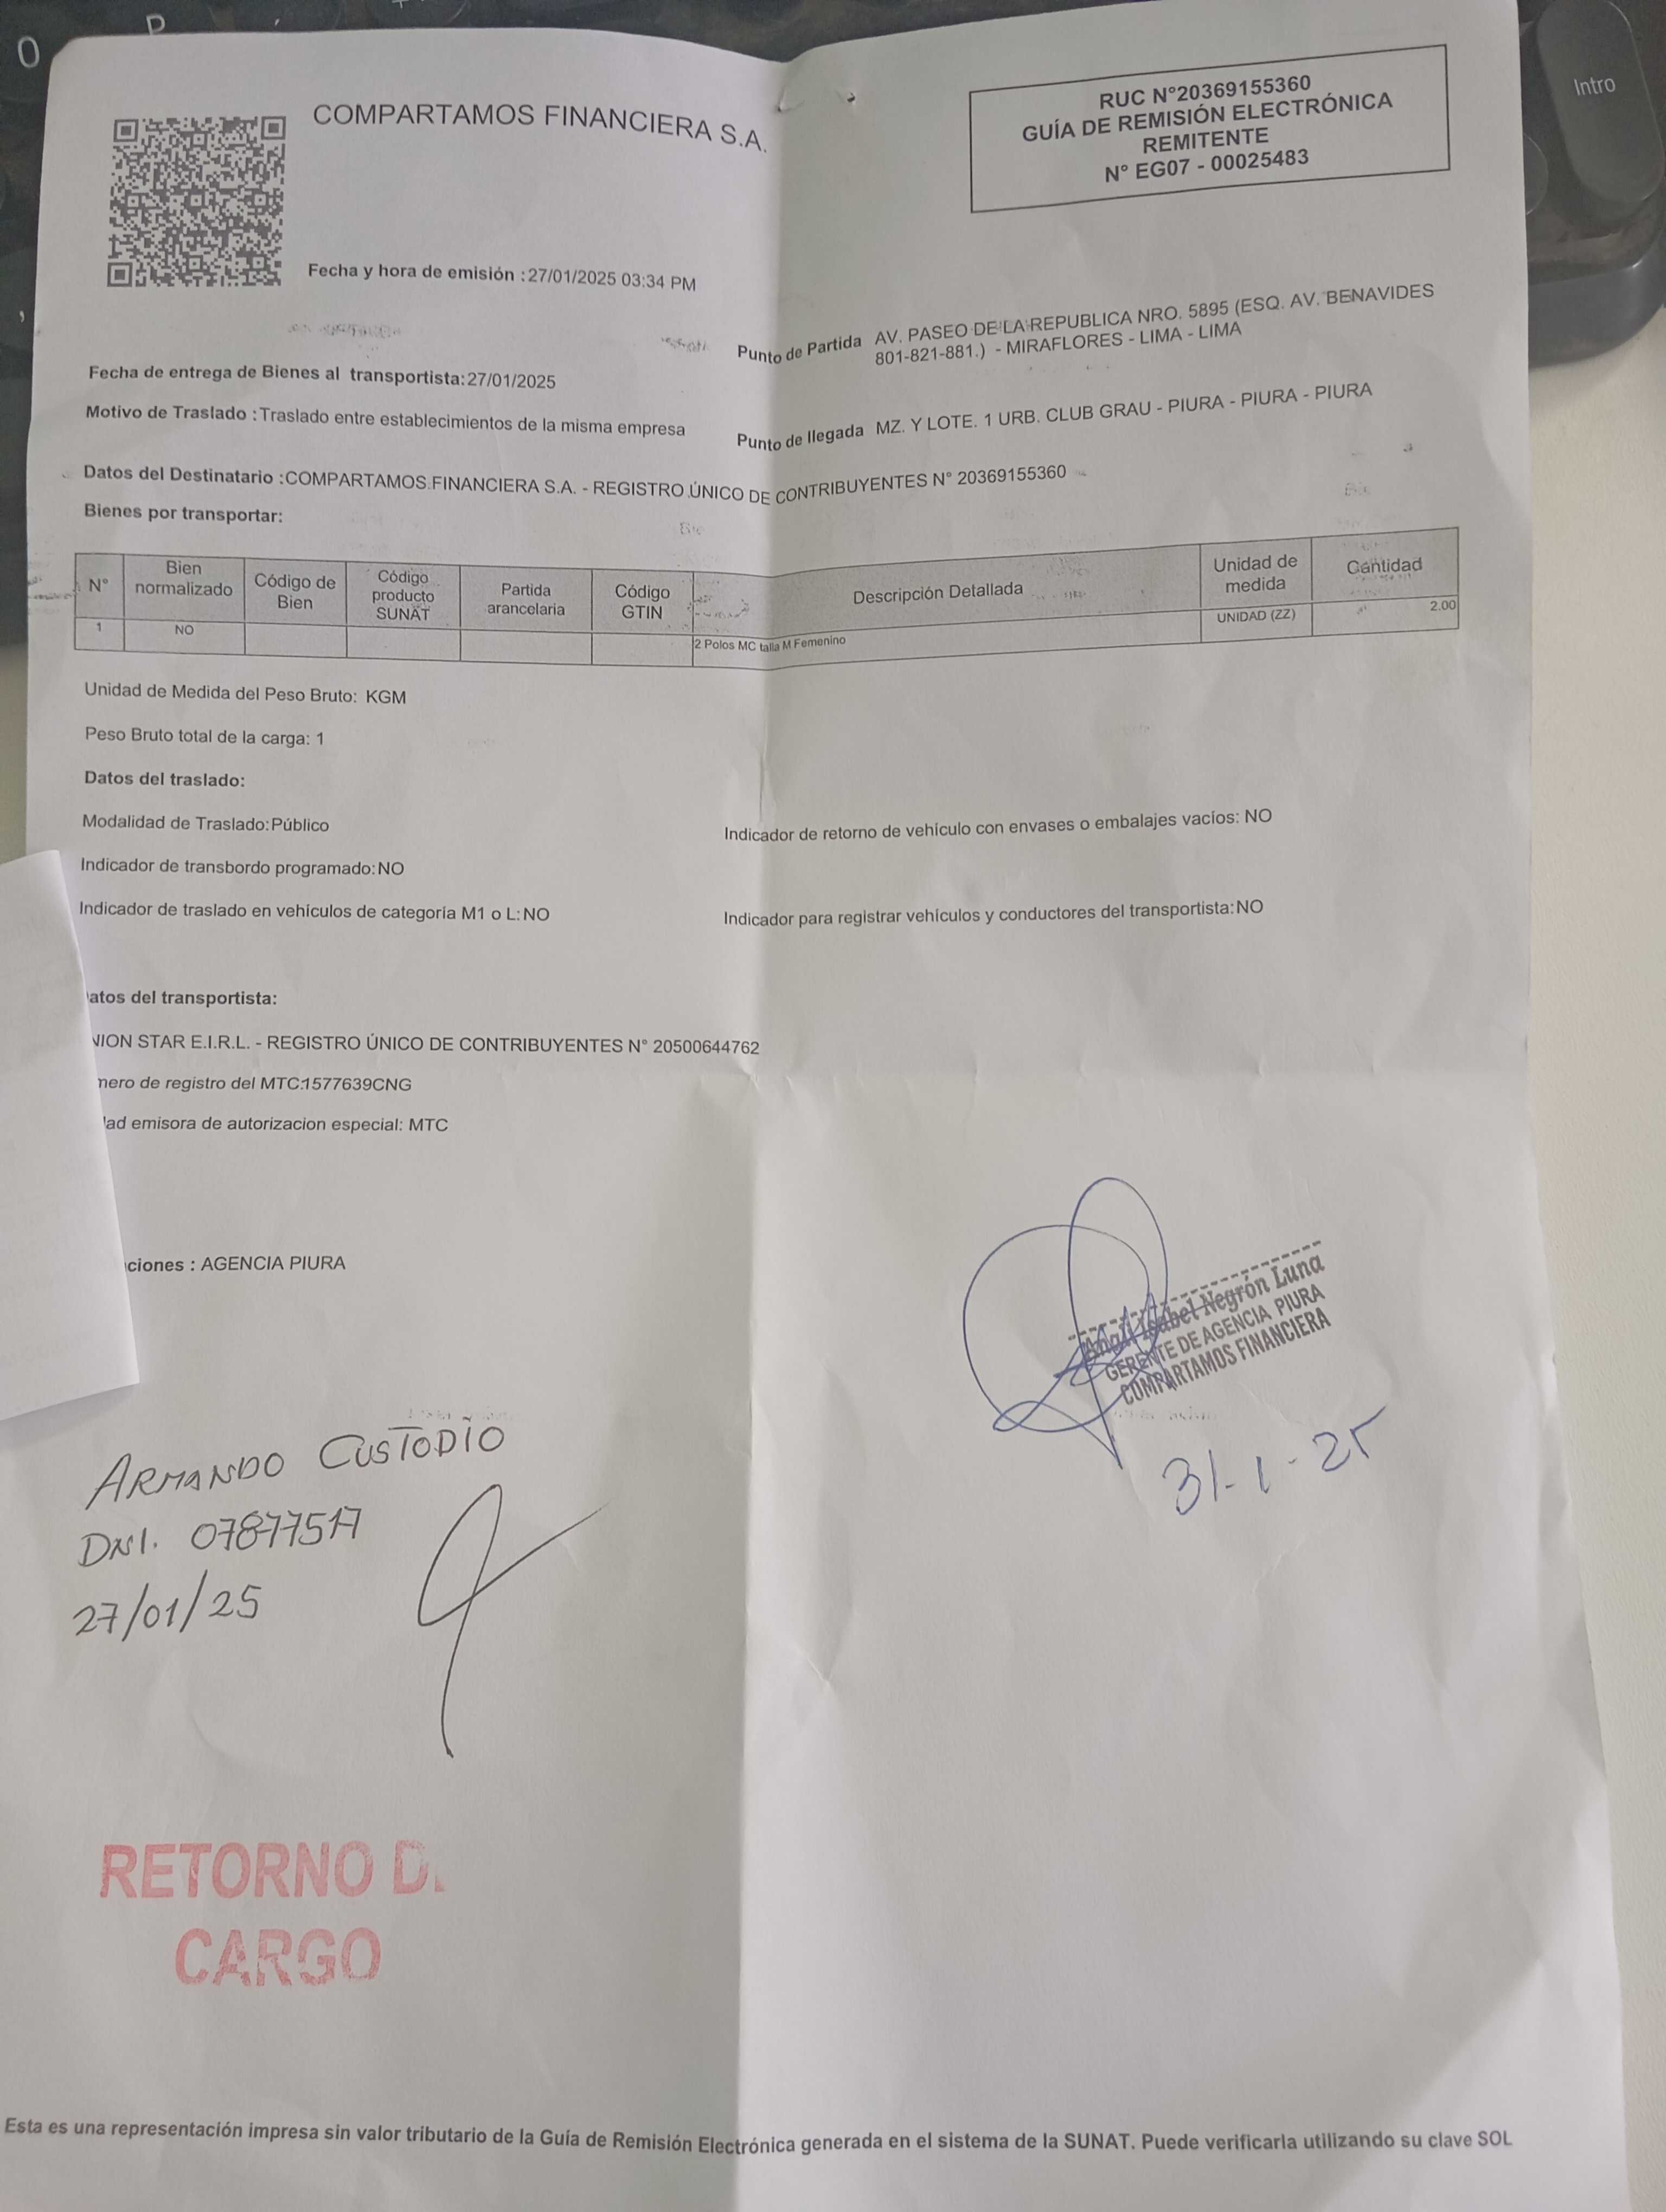 COMPARTAMOS FINANCIERA S.A.
RUC N°20369155360
GUÍA DE REMISIÓN ELECTRÓNICA
REMITENTE
N° EG07 - 00025483
Fecha y hora de emisión :27/01/2025 03:34 PM
Fecha de entrega de Bienes al transportista:27/01/2025
Motivo de Traslado :Traslado entre establecimientos de la misma empresa
Punto de Partida AV. PASEO DE LA REPUBLICA NRO. 5895 (ESQ. AV. BENAVIDES
801-821-881.) - MIRAFLORES - LIMA - LIMA
Punto de llegada MZ. Y LOTE. 1 URB. CLUB GRAU - PIURA - PIURA - PIURA
Datos del Destinatario :COMPARTAMOS FINANCIERA S.A. - REGISTRO ÚNICO DE CONTRIBUYENTES N° 20369155360
Bienes por transportar:
N° Bien normalizado Código de Bien Código producto SUNAT Partida arancelaria Código GTIN Descripción Detallada Unidad de medida Cantidad
1 NO 2 Polos MC talla M Femenino UNIDAD (ZZ) 2.00
Unidad de Medida del Peso Bruto: KGM
Peso Bruto total de la carga: 1
Datos del traslado:
Modalidad de Traslado:Público
Indicador de retorno de vehículo con envases o embalajes vacíos: NO
Indicador de transbordo programado:NO
Indicador de traslado en vehículos de categoría M1 o L:NO
Indicador para registrar vehículos y conductores del transportista:NO
atos del transportista:
NION STAR E.I.R.L. - REGISTRO ÚNICO DE CONTRIBUYENTES N° 20500644762
mero de registro del MTC:1577639CNG
dad emisora de autorizacion especial: MTC
ciones : AGENCIA PIURA
Isabel Negrón Luna
GERENTE DE AGENCIA PIURA
COMPARTAMOS FINANCIERA
31-1-25
ARMANDO CUSTODIO
DNI. 07877517
27/01/25
RETORNO D.
CARGO
Esta es una representación impresa sin valor tributario de la Guía de Remisión Electrónica generada en el sistema de la SUNAT. Puede verificarla utilizando su clave SOL
Intro
O
P